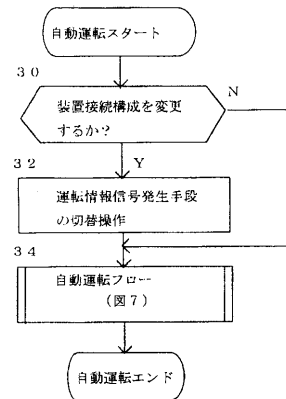 自動運転スタート
30
装置接続構成を変更
するか?
N
Y
32
運転情報信号発生手段
の切替操作
34
自動運転フロー
(図7)
自動運転エンド